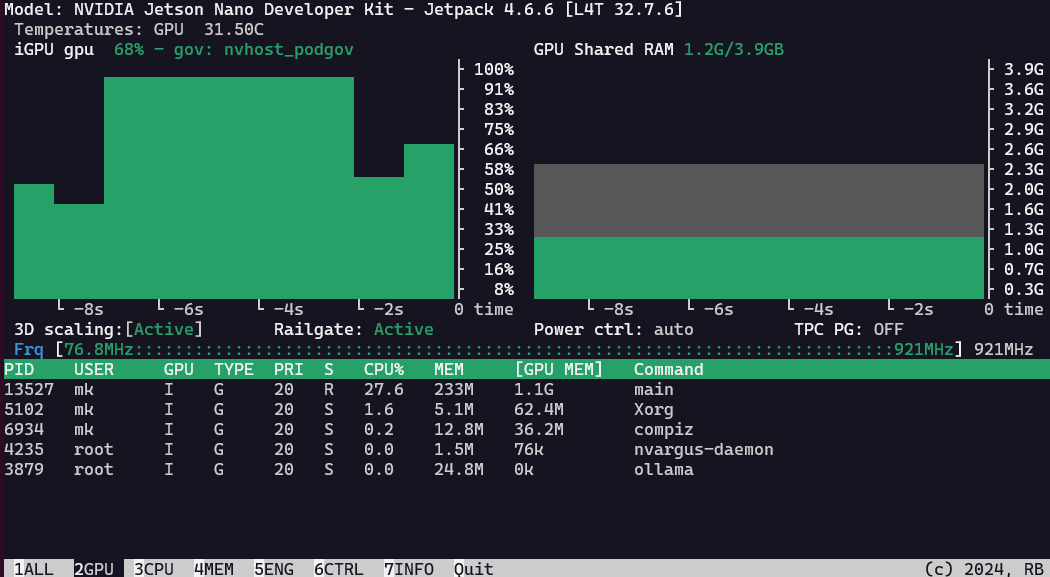 Model: NVIDIA Jetson Nano Developer Kit - Jetpack 4.6.6 [L4T 32.7.6]
Temperatures: GPU 31.50C
iGPU gpu 68% - gov: nvhost_podgov
100%
91%
83%
75%
66%
58%
50%
41%
33%
25%
16%
8%
-8s -6s -4s -2s 0 time
GPU Shared RAM 1.2G/3.9GB
3.9G
3.6G
3.2G
2.9G
2.6G
2.3G
2.0G
1.6G
1.3G
1.0G
0.7G
0.3G
-8s -6s -4s -2s 0 time
3D scaling:[Active] Railgate: Active Power ctrl: auto TPC PG: OFF
Frq [76.8MHz::::::::::::::::::::::::::::::::::::::::::::::::::::::::::::::::::::::::::::921MHz] 921MHz
PID USER GPU TYPE PRI S CPU% MEM [GPU MEM] Command
13527 mk I G 20 R 27.6 233M 1.1G main
5102 mk I G 20 S 1.6 5.1M 62.4M Xorg
6934 mk I G 20 S 0.2 12.8M 36.2M compiz
4235 root I G 20 S 0.0 1.5M 76k nvargus-daemon
3879 root I G 20 S 0.0 24.8M 0k ollama
1ALL 2GPU 3CPU 4MEM 5ENG 6CTRL 7INFO Quit (c) 2024, RB